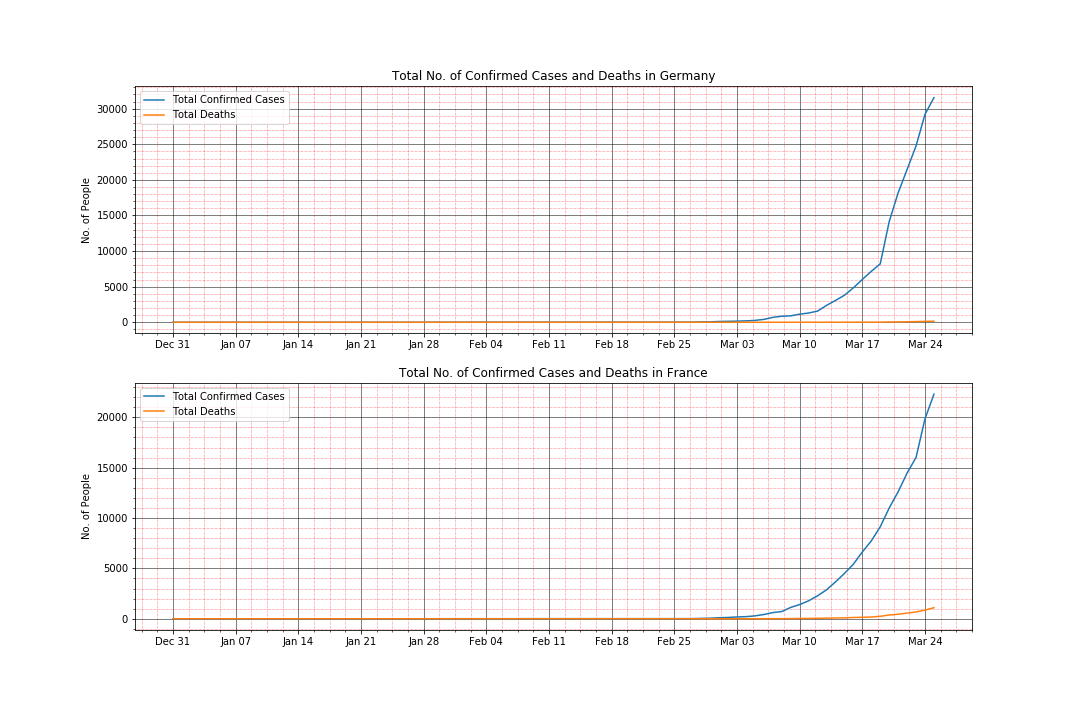 Total No. of Confirmed Cases and Deaths in Germany
Total Confirmed Cases
Total Deaths
No. of People
30000
25000
20000
15000
10000
5000
0
Dec 31 Jan 07 Jan 14 Jan 21 Jan 28 Feb 04 Feb 11 Feb 18 Feb 25 Mar 03 Mar 10 Mar 17 Mar 24
Total No. of Confirmed Cases and Deaths in France
Total Confirmed Cases
Total Deaths
No. of People
20000
15000
10000
5000
0
Dec 31 Jan 07 Jan 14 Jan 21 Jan 28 Feb 04 Feb 11 Feb 18 Feb 25 Mar 03 Mar 10 Mar 17 Mar 24